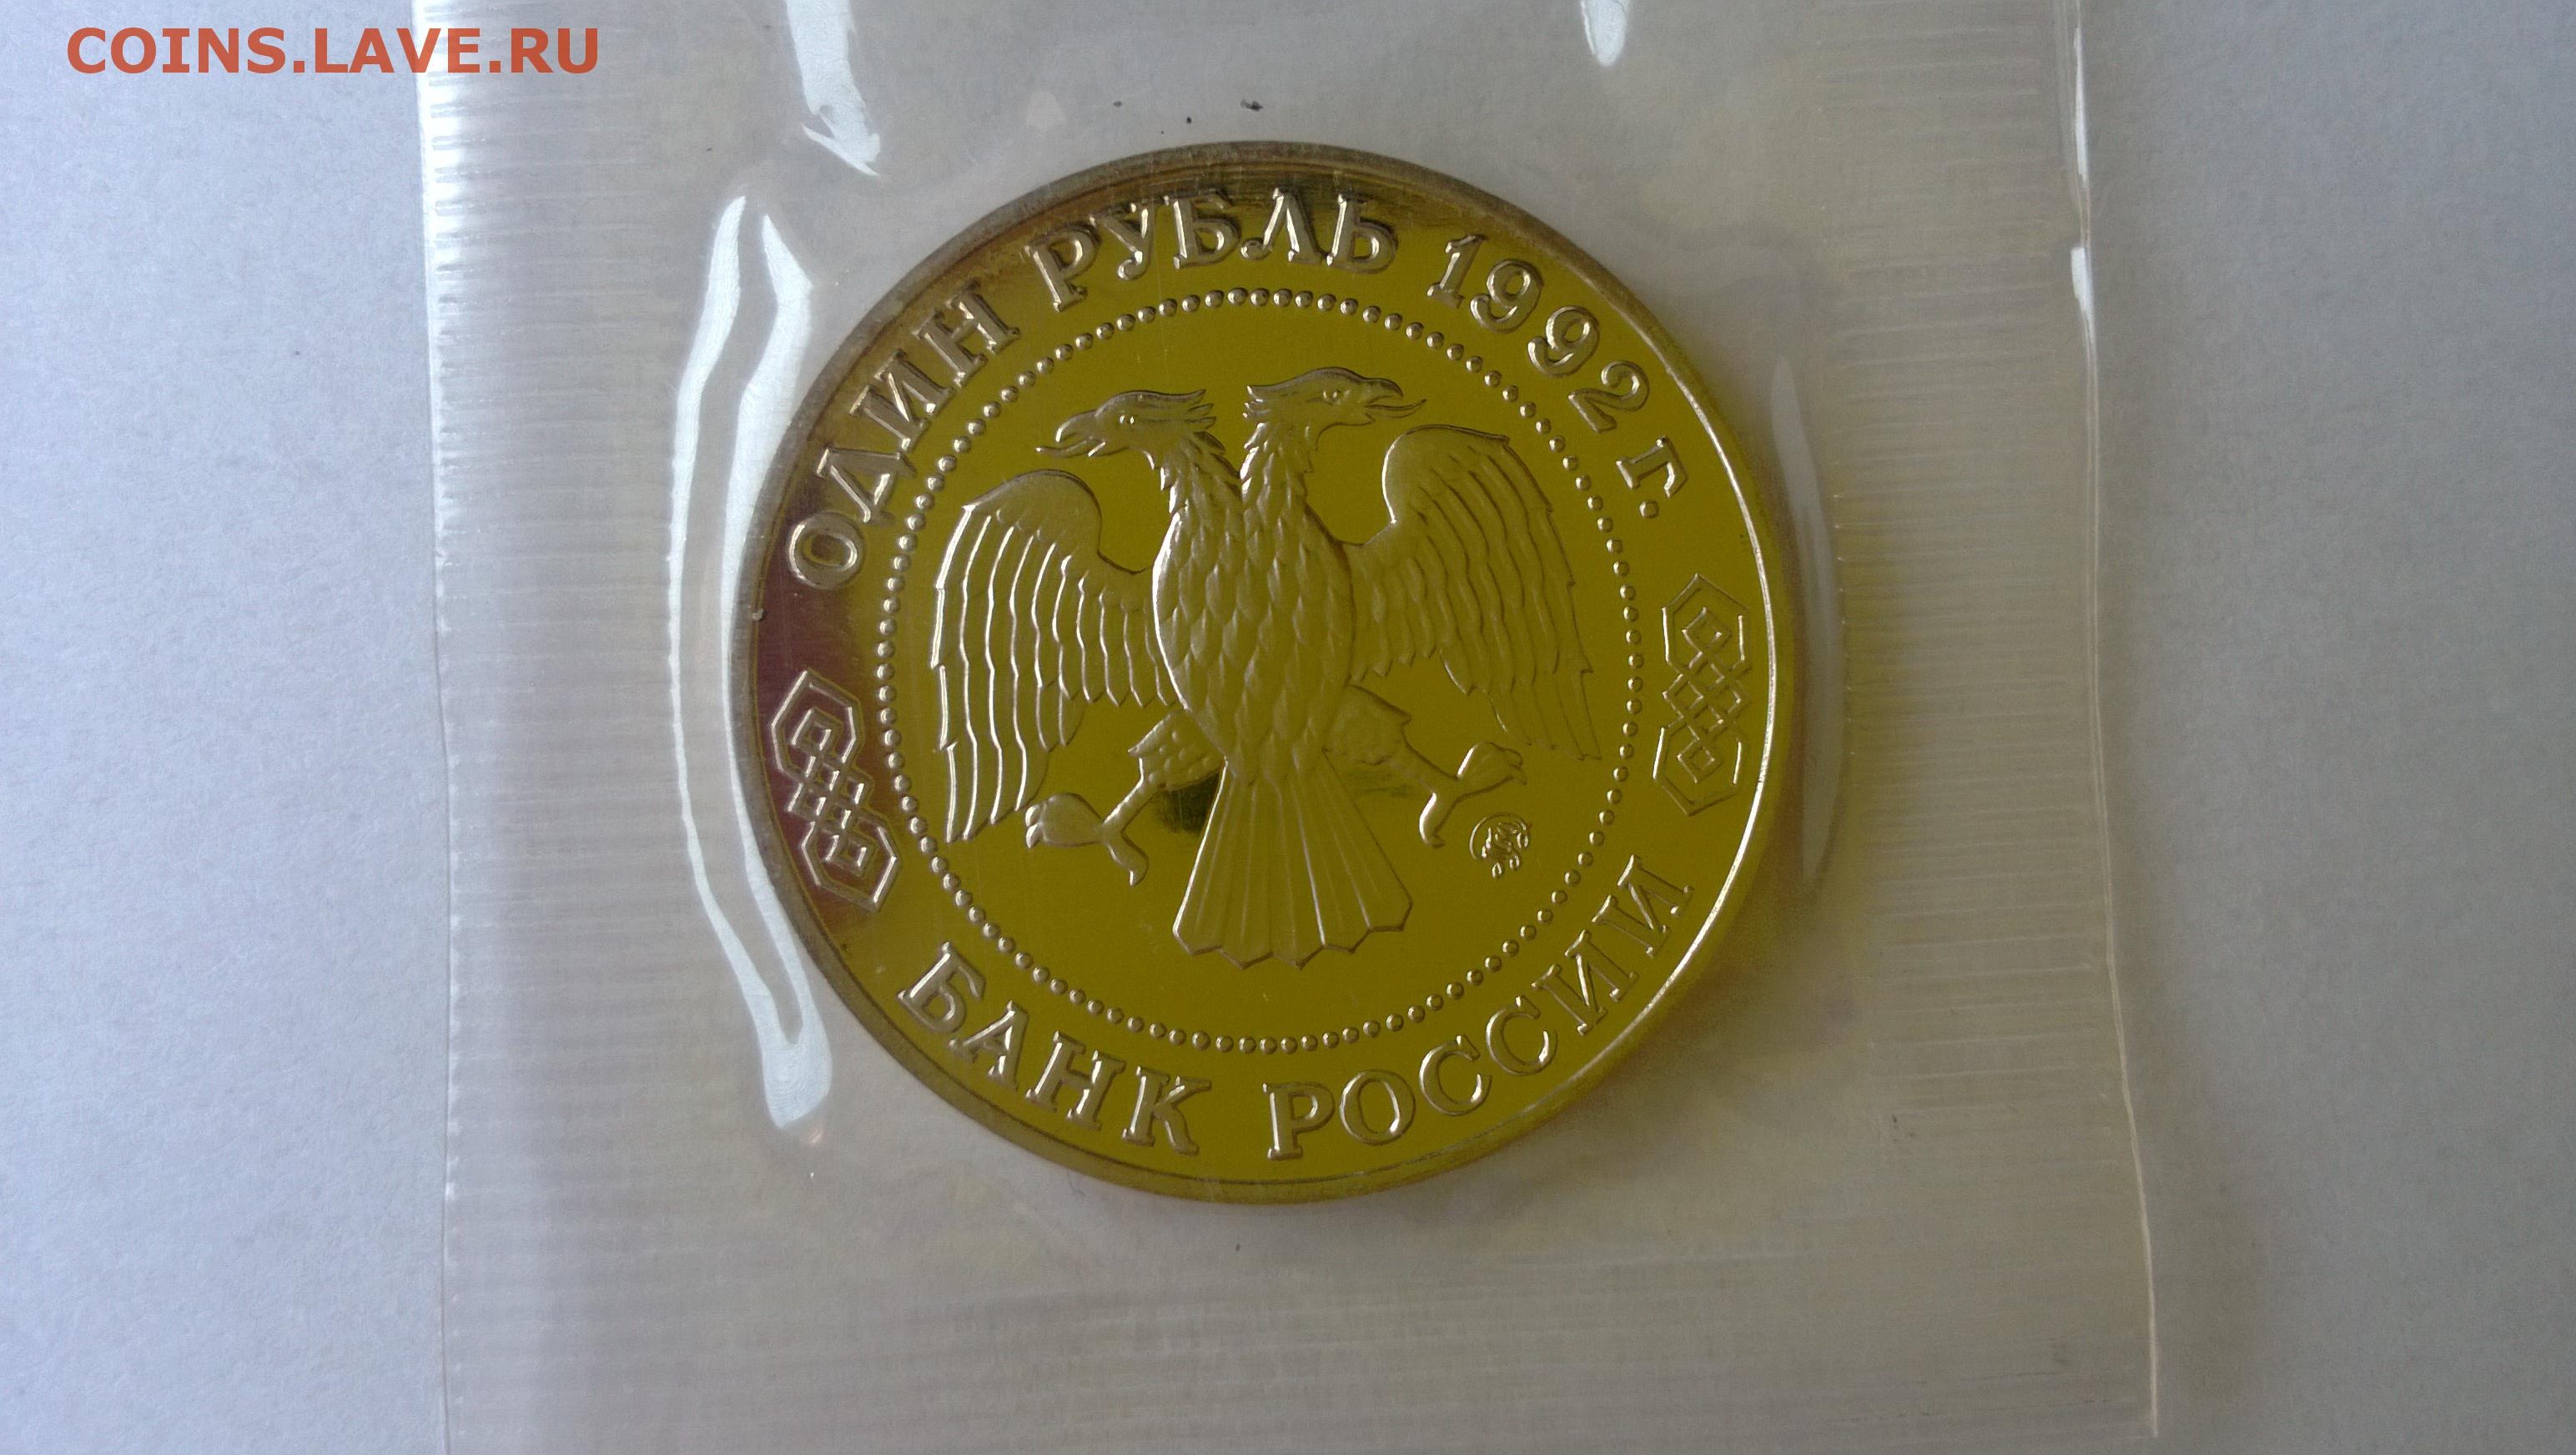 COINS.LAVE.RU
ОДИН РУБЛЬ 1992 г.
БАНК РОССИИ